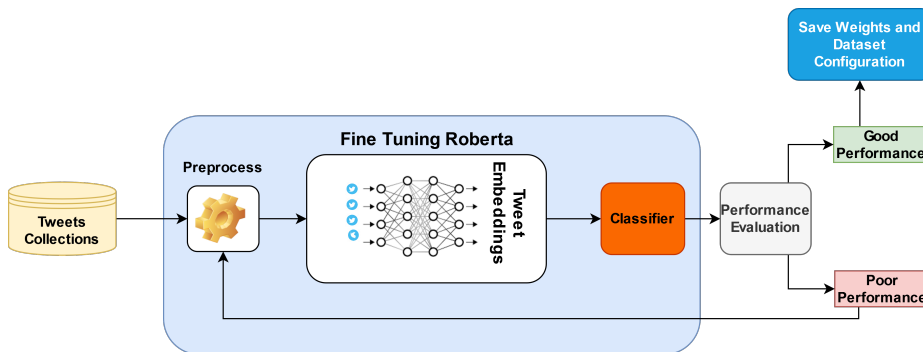 Save Weights and
Dataset
Configuration
Fine Tuning Roberta
Good
Performance
Preprocess
Tweet
Embeddings
Tweets
Collections
Classifier
Performance
Evaluation
Poor
Performance